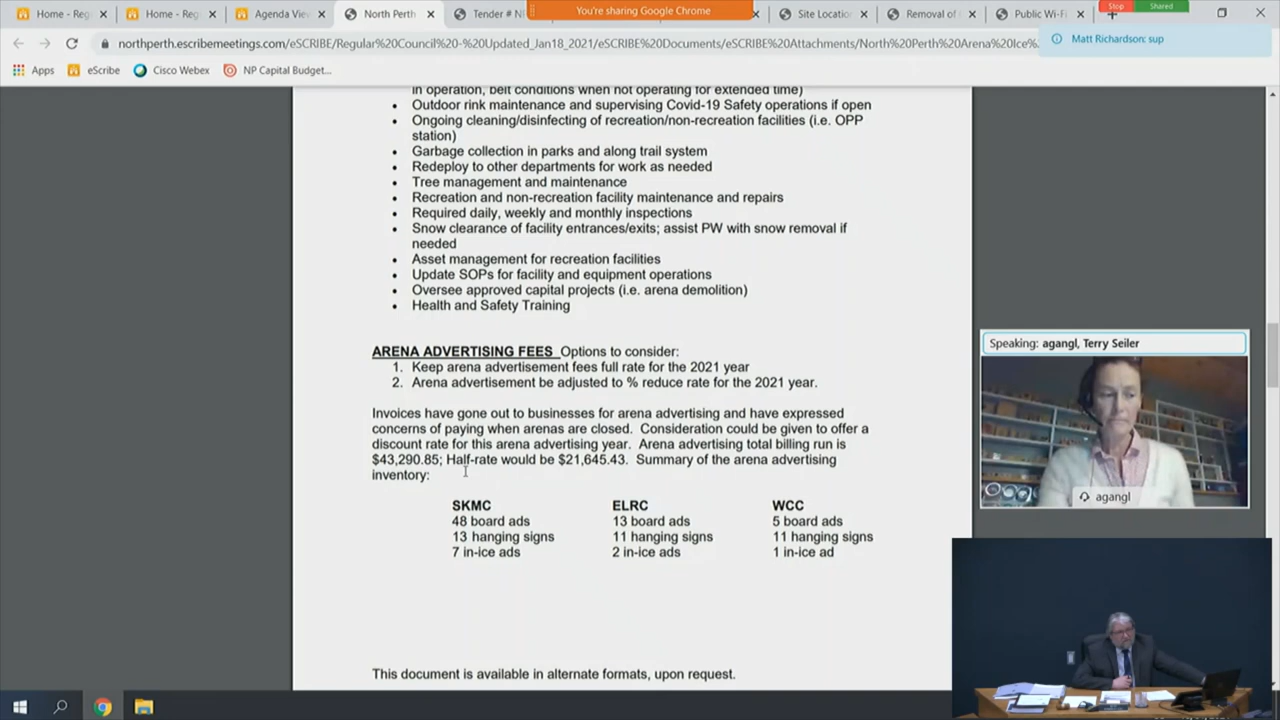 Home - Reg
Home - Reg
Agenda View
North Perth
Tender # N
You're sharing Google Chrome
Site Locatio
Removal of
Public Wi-F
Stop
Shared
northperth.escribemeetings.com/eSCRIBE/Regular%20Council%20-%20Updated_Jan18_2021/eSCRIBE%20Documents/eSCRIBE%20Attachments/North%20Perth%20Arena%20Ice%
Matt Richardson: sup
Apps
eScribe
Cisco Webex
NP Capital Budget...
in operation, belt conditions when not operating for extended time)
• Outdoor rink maintenance and supervising Covid-19 Safety operations if open
• Ongoing cleaning/disinfecting of recreation/non-recreation facilities (i.e. OPP
station)
• Garbage collection in parks and along trail system
• Redeploy to other departments for work as needed
• Tree management and maintenance
• Recreation and non-recreation facility maintenance and repairs
• Required daily, weekly and monthly inspections
• Snow clearance of facility entrances/exits; assist PW with snow removal if
needed
• Asset management for recreation facilities
• Update SOPs for facility and equipment operations
• Oversee approved capital projects (i.e. arena demolition)
• Health and Safety Training
ARENA ADVERTISING FEES Options to consider:
1. Keep arena advertisement fees full rate for the 2021 year
2. Arena advertisement be adjusted to % reduce rate for the 2021 year.
Invoices have gone out to businesses for arena advertising and have expressed
concerns of paying when arenas are closed. Consideration could be given to offer a
discount rate for this arena advertising year. Arena advertising total billing run is
$43,290.85; Half-rate would be $21,645.43. Summary of the arena advertising
inventory:
SKMC ELRC WCC
48 board ads 13 board ads 5 board ads
13 hanging signs 11 hanging signs 11 hanging signs
7 in-ice ads 2 in-ice ads 1 in-ice ad
This document is available in alternate formats, upon request.
Speaking: agangl, Terry Seiler
agangl